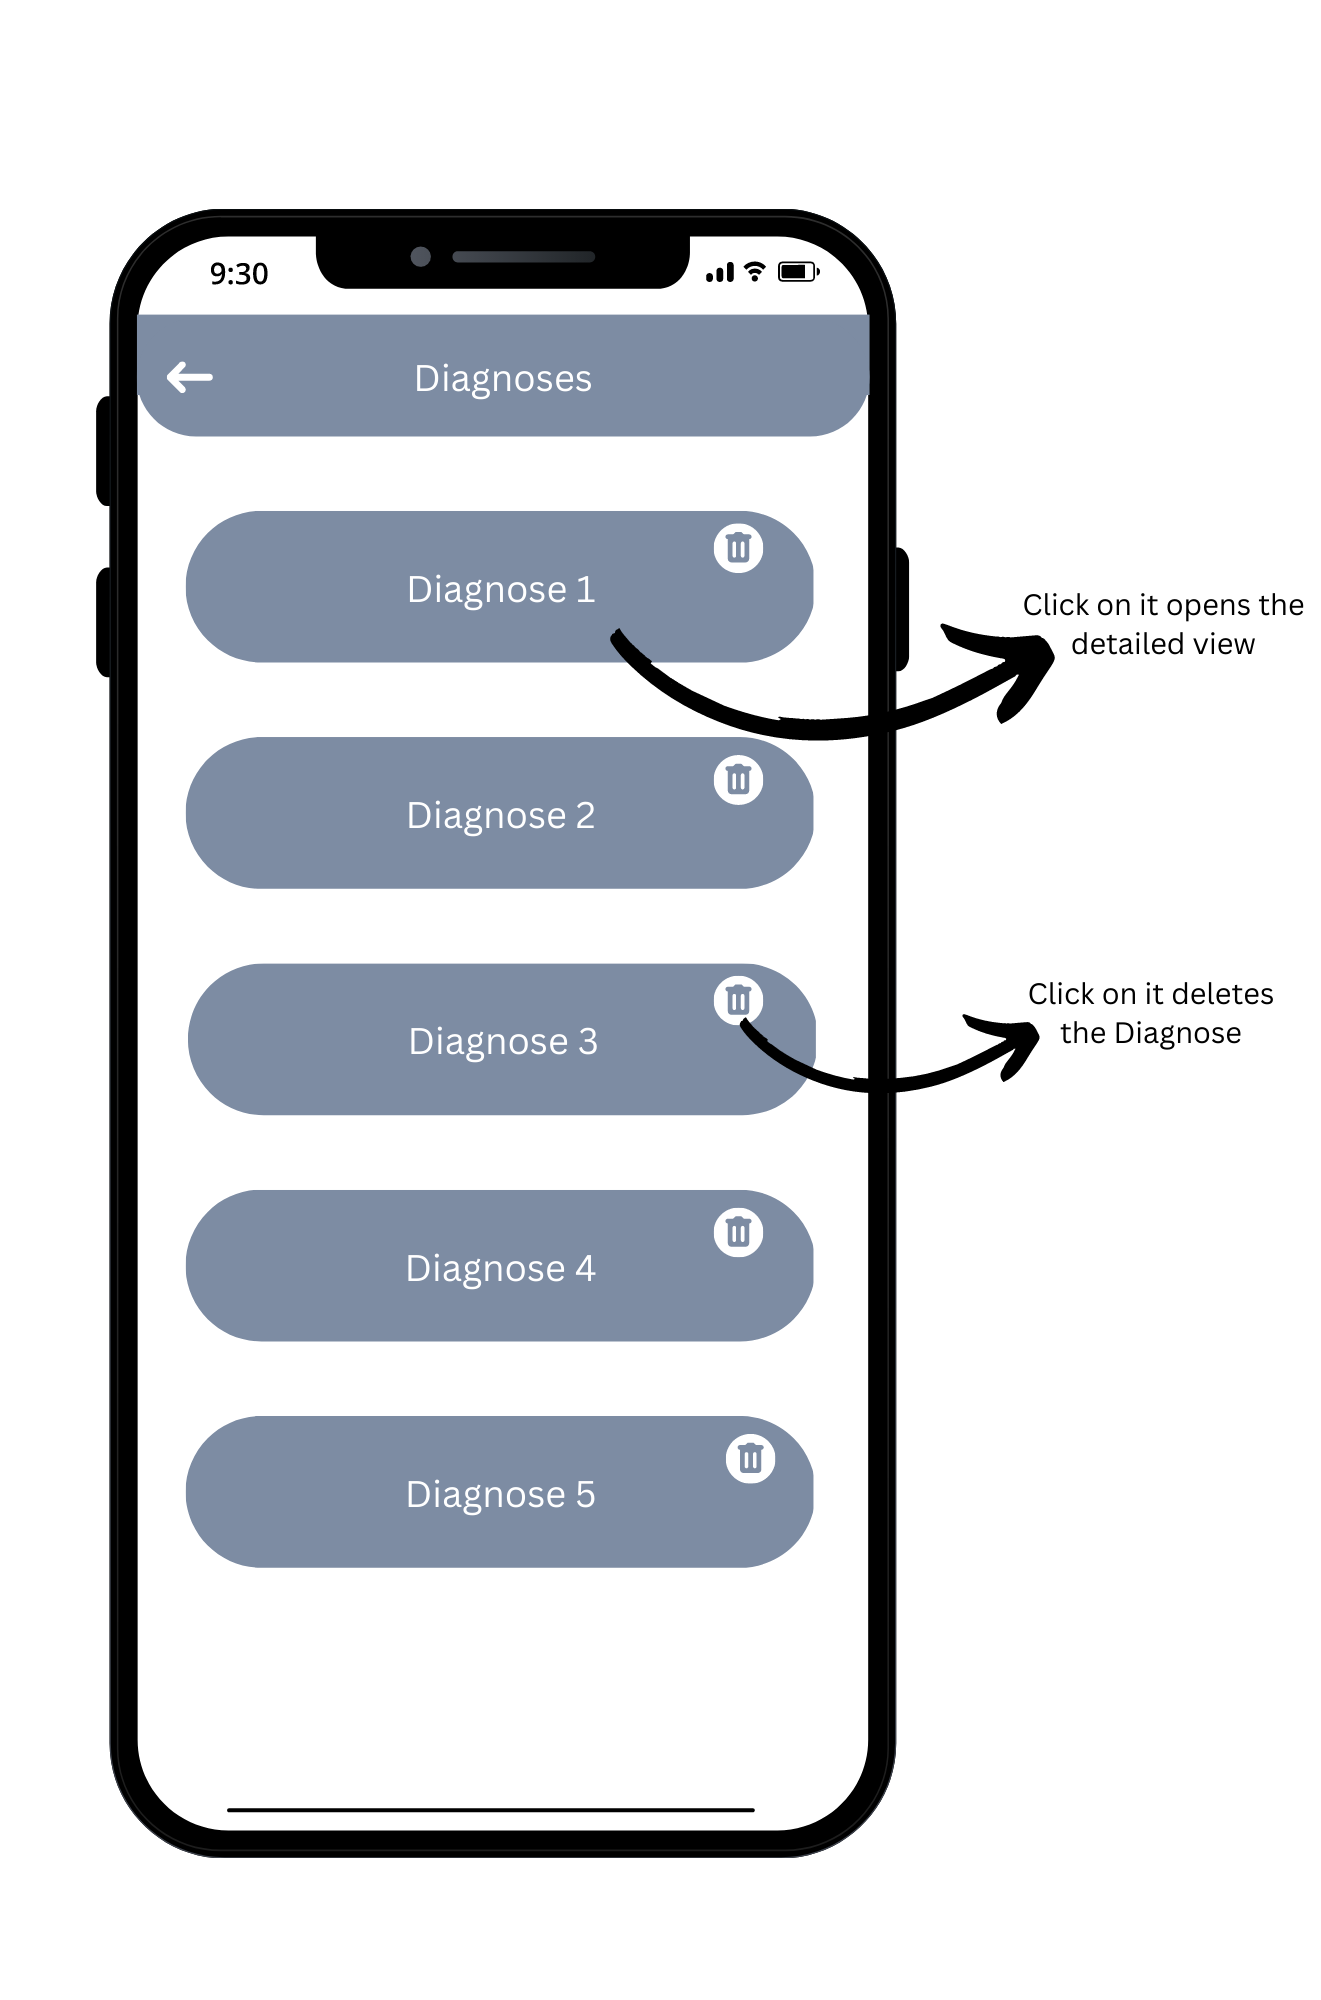 9:30
Diagnoses
Diagnose 1
Click on it opens the
detailed view
Diagnose 2
Diagnose 3
Click on it deletes
the Diagnose
Diagnose 4
Diagnose 5